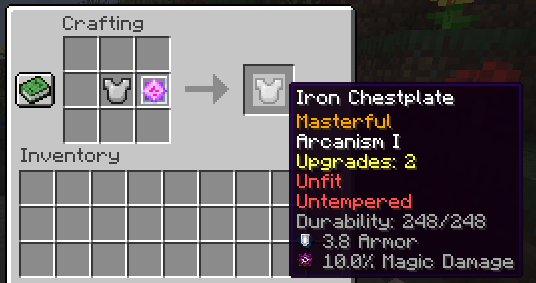 Crafting
Iron Chestplate
Masterful
Arcanism I
Upgrades: 2
Unfit
Untempered
Durability: 248/248
3.8 Armor
10.0% Magic Damage
Inventory